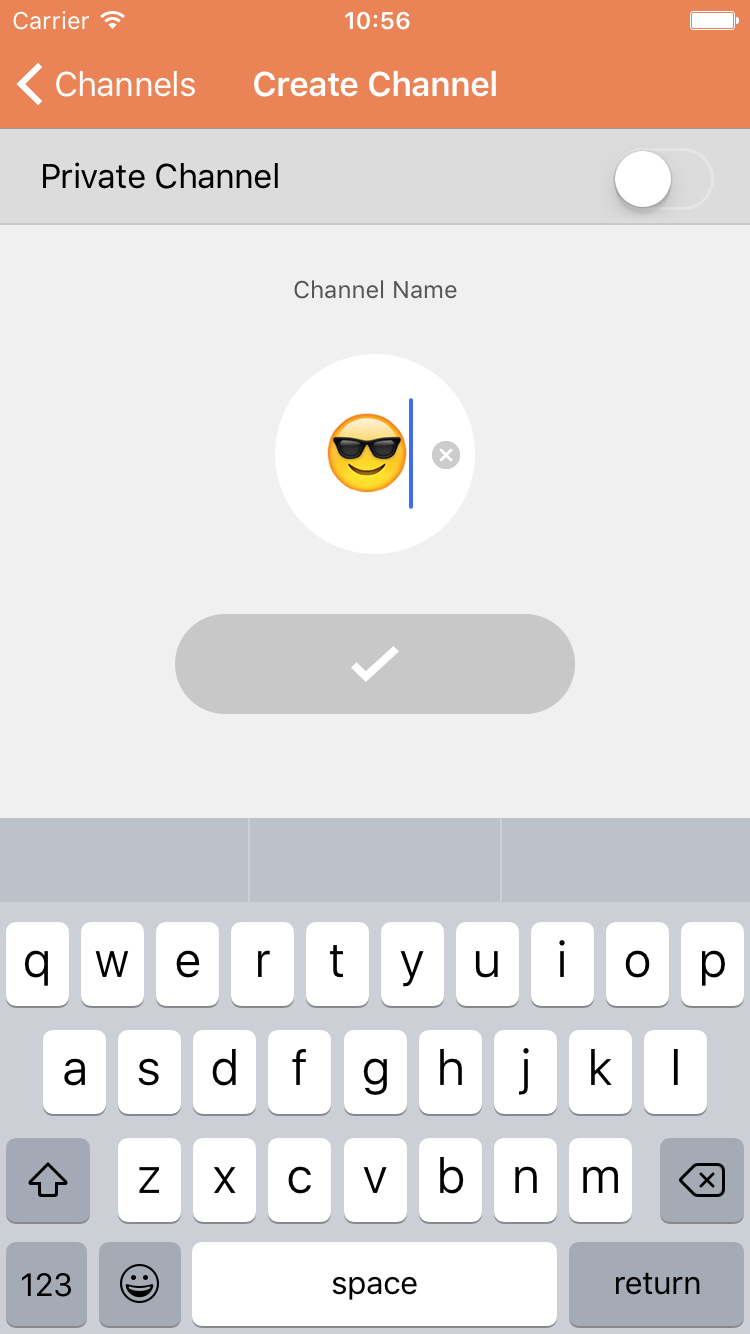 Carrier 10:56
Channels Create Channel
Private Channel
Channel Name
😎
q w e r t y u i o p
a s d f g h j k l
z x c v b n m
123 space return